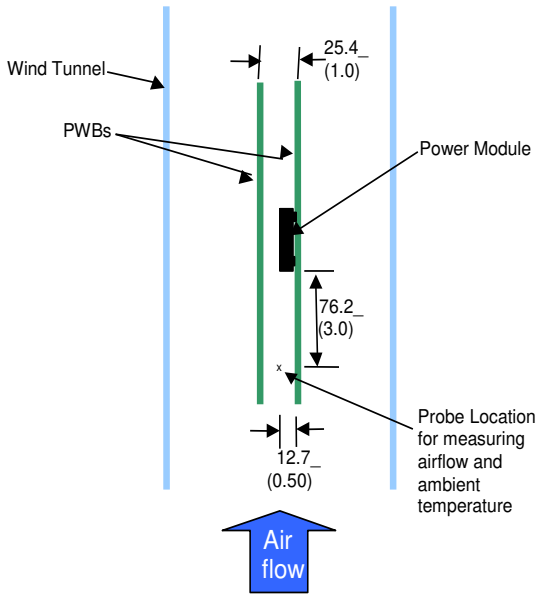 25.4_
(1.0)
Wind Tunnel
PWBs
Power Module
76.2_
(3.0)
x
Probe Location
for measuring
airflow and
ambient
temperature
12.7_
(0.50)
Air
flow